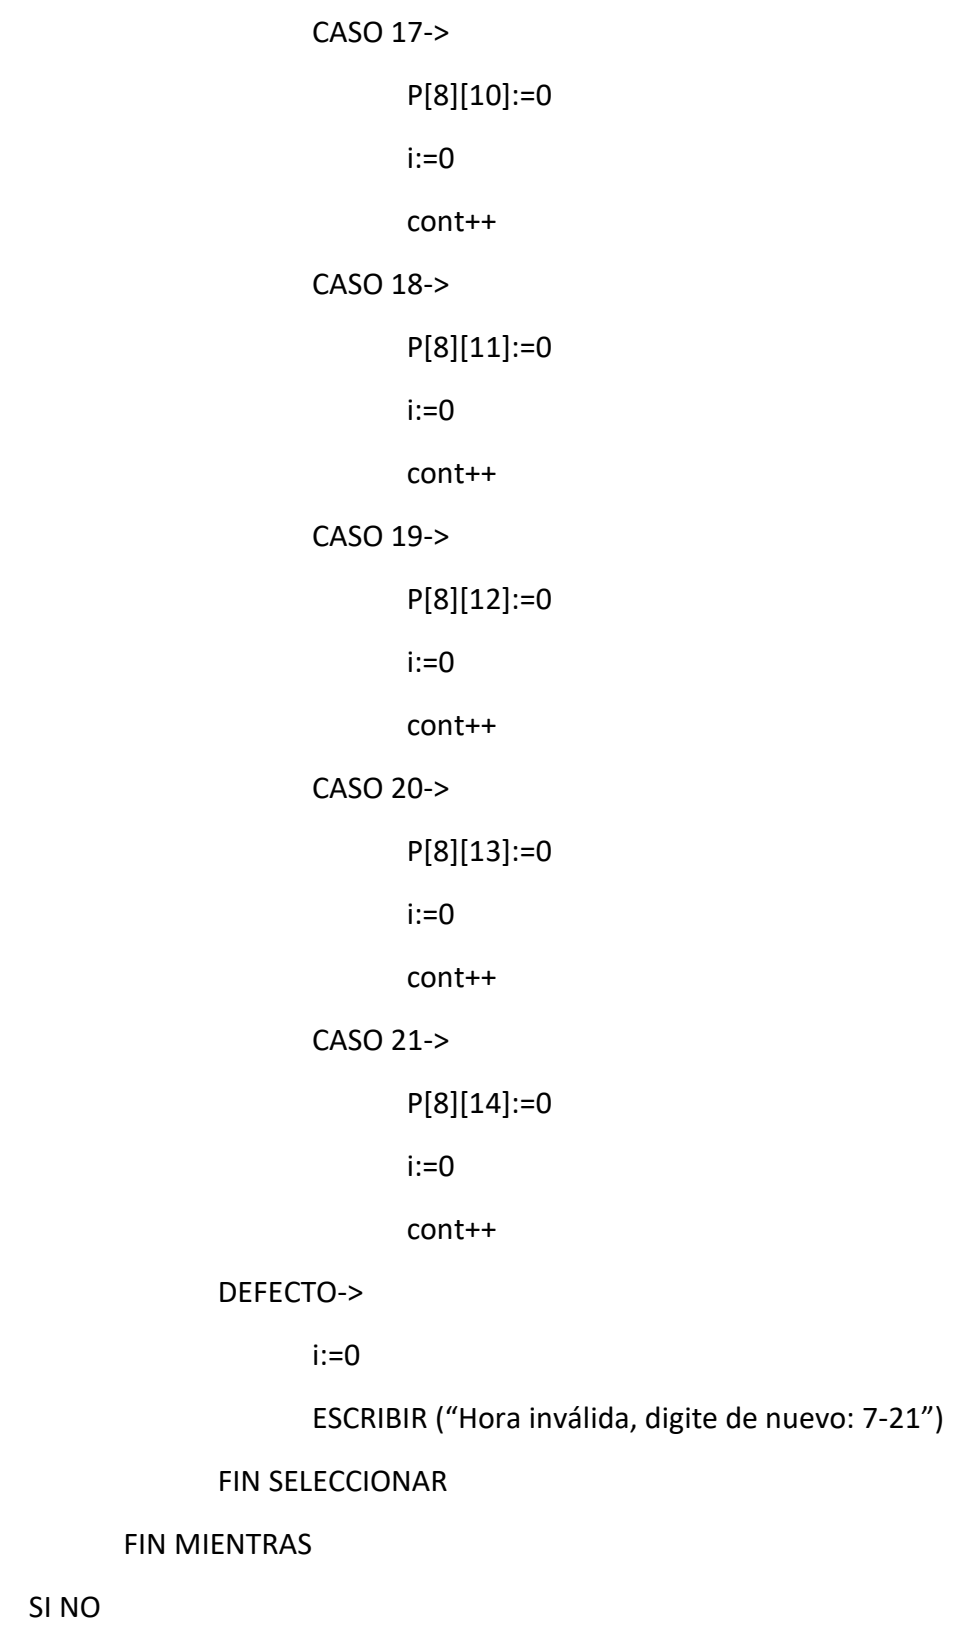 CASO 17->
P[8][10]:=0
i:=0
cont++
CASO 18->
P[8][11]:=0
i:=0
cont++
CASO 19->
P[8][12]:=0
i:=0
cont++
CASO 20->
P[8][13]:=0
i:=0
cont++
CASO 21->
P[8][14]:=0
i:=0
cont++
DEFECTO->
i:=0
ESCRIBIR (“Hora inválida, digite de nuevo: 7-21”)
FIN SELECCIONAR
FIN MIENTRAS
SI NO